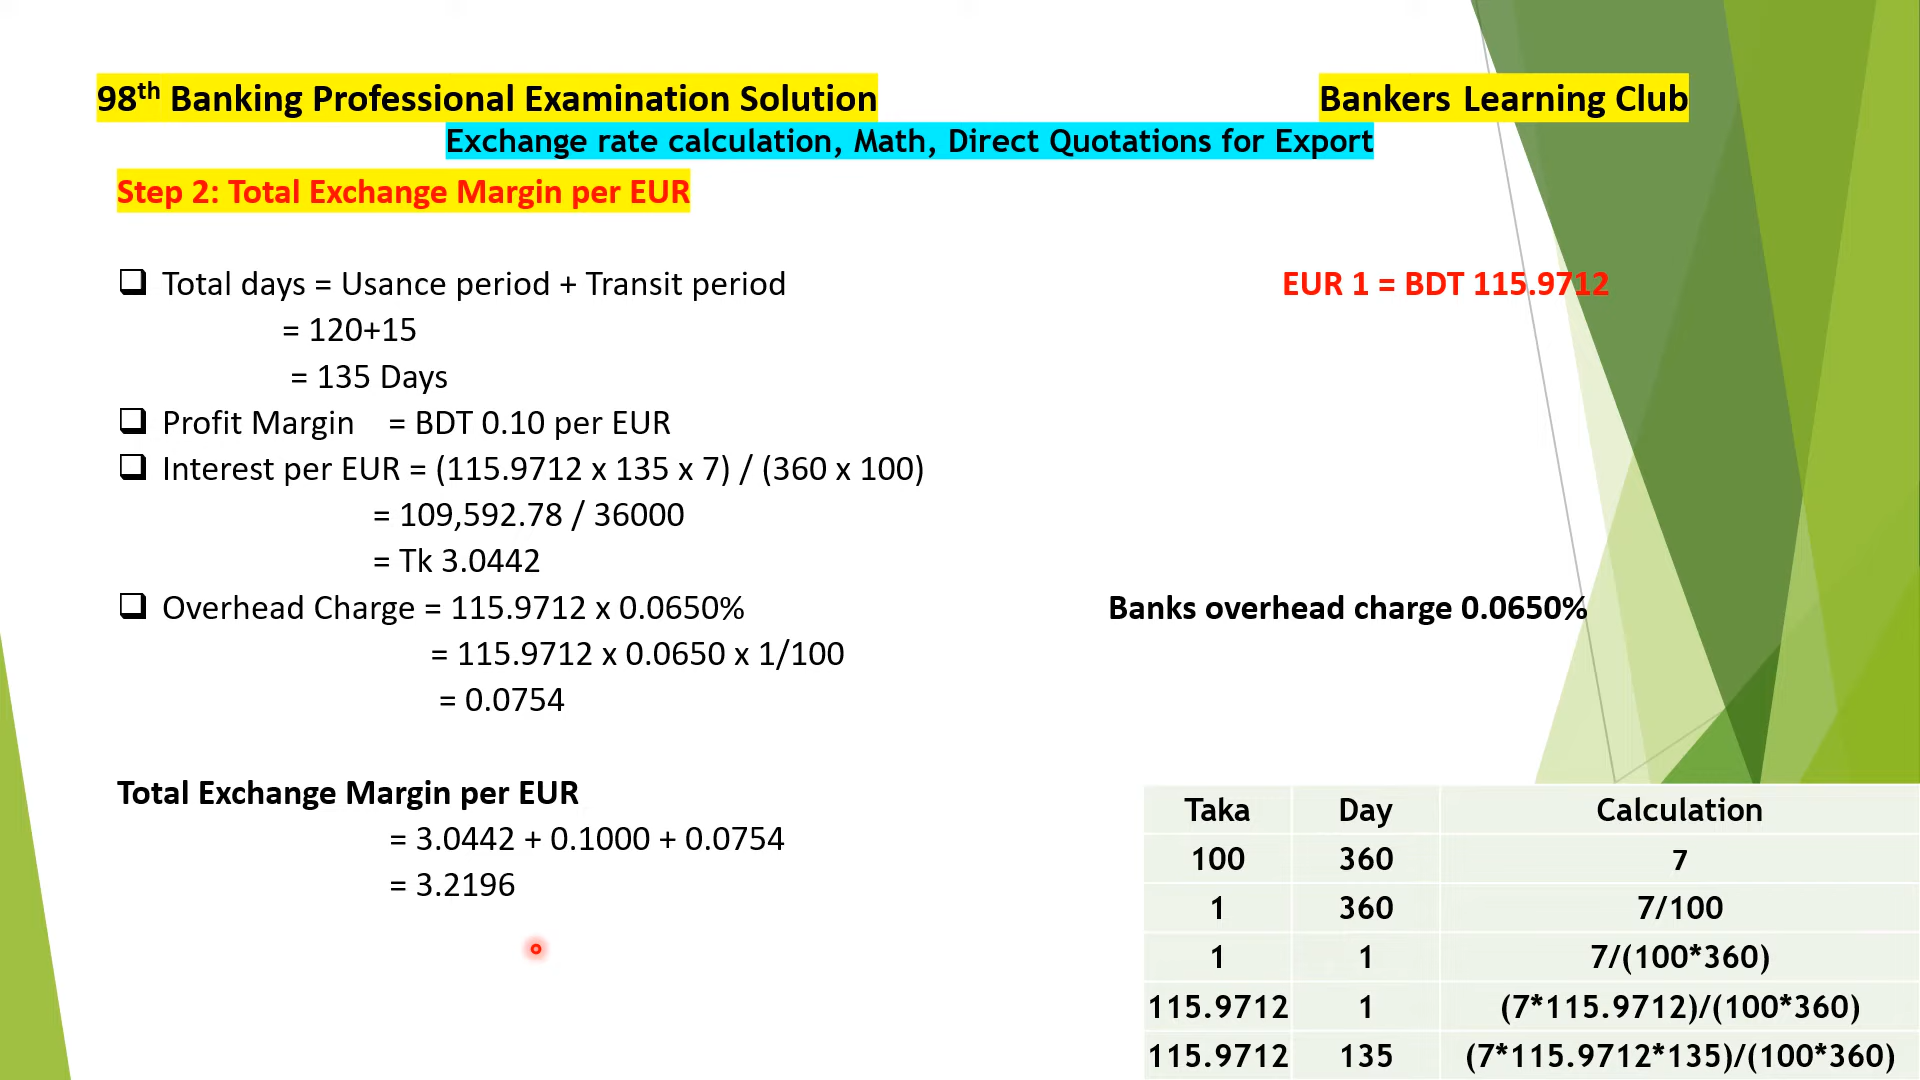 98th Banking Professional Examination Solution
Bankers Learning Club
Exchange rate calculation, Math, Direct Quotations for Export
Step 2: Total Exchange Margin per EUR
Total days = Usance period + Transit period
EUR 1 = BDT 115.9712
= 120+15
= 135 Days
Profit Margin = BDT 0.10 per EUR
Interest per EUR = (115.9712 x 135 x 7) / (360 x 100)
= 109,592.78 / 36000
= Tk 3.0442
Overhead Charge = 115.9712 x 0.0650%
Banks overhead charge 0.0650%
= 115.9712 x 0.0650 x 1/100
= 0.0754
Total Exchange Margin per EUR
= 3.0442 + 0.1000 + 0.0754
= 3.2196
Taka Day Calculation
100 360 7
1 360 7/100
1 1 7/(100*360)
115.9712 1 (7*115.9712)/(100*360)
115.9712 135 (7*115.9712*135)/(100*360)